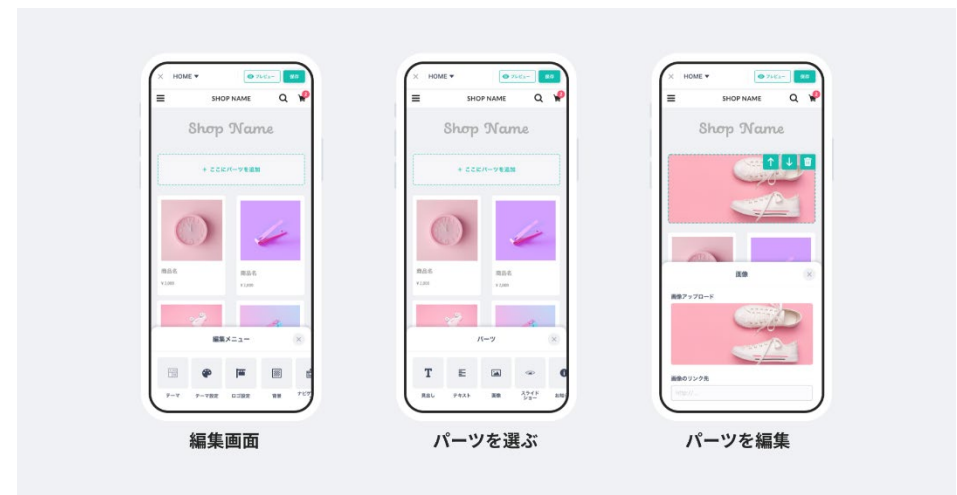 × HOME ▼ プレビュー 保存
SHOP NAME
Shop Name
+ ここにパーツを追加
商品名
商品名
編集メニュー
テーマ テーマ設定 ロゴ設定 背景
編集画面
× HOME ▼ プレビュー 保存
SHOP NAME
Shop Name
+ ここにパーツを追加
商品名
商品名
パーツ
見出し テキスト 画像 スライド
ショー
パーツを選ぶ
× HOME ▼ プレビュー 保存
SHOP NAME
Shop Name
画像
画像アップロード
画像のリンク先
パーツを編集